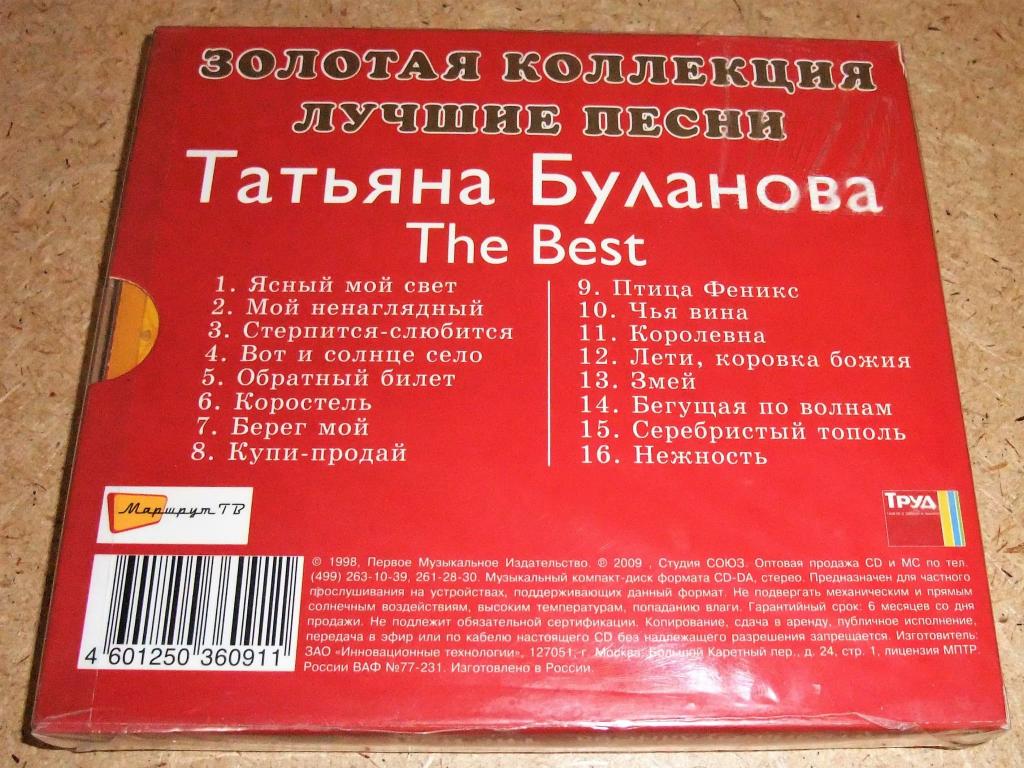 ЗОЛОТАЯ КОЛЛЕКЦИЯ
ЛУЧШИЕ ПЕСНИ
Татьяна Буланова
The Best
1. Ясный мой свет
2. Мой ненаглядный
3. Стерпится-слюбится
4. Вот и солнце село
5. Обратный билет
6. Коростель
7. Берег мой
8. Купи-продай
9. Птица Феникс
10. Чья вина
11. Королевна
12. Лети, коровка божия
13. Змей
14. Бегущая по волнам
15. Серебристый тополь
16. Нежность
Маршрут ТВ
ТРУД
4 601250 360911
© 1998, Первое Музыкальное Издательство. ℗ 2009 , Студия СОЮЗ. Оптовая продажа CD и МС по тел.
(499) 263-10-39, 261-28-30. Музыкальный компакт-диск формата CD-DA, стерео. Предназначен для частного
прослушивания на устройствах, поддерживающих данный формат. Не подвергать механическим и прямым
солнечным воздействиям, высоким температурам, попаданию влаги. Гарантийный срок: 6 месяцев со дня
продажи. Не подлежит обязательной сертификации. Копирование, сдача в аренду, публичное исполнение,
передача в эфир или по кабелю настоящего CD без надлежащего разрешения запрещается. Изготовитель:
ЗАО «Инновационные технологии», 127051, г. Москва, Большой Каретный пер., д. 24, стр. 1, лицензия МПТР
России ВАФ №77-231. Изготовлено в России.